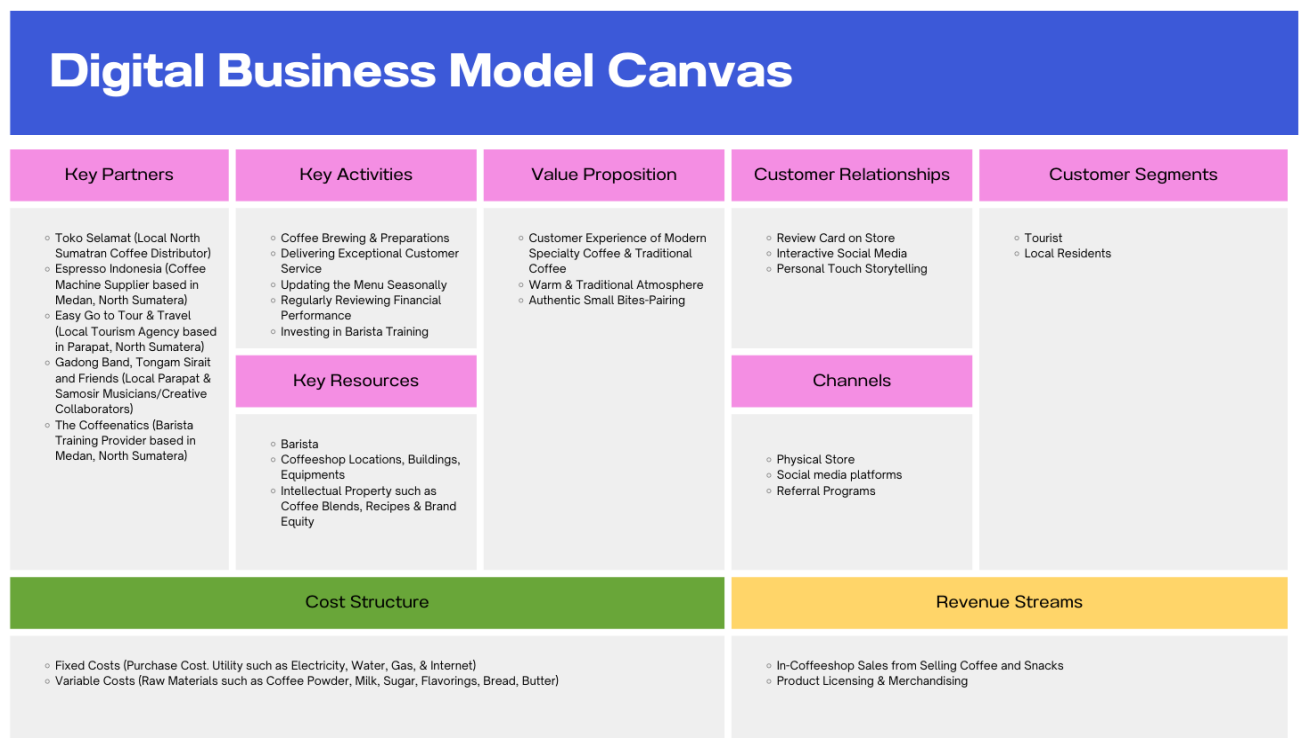 Digital Business Model Canvas
Key Partners
Toko Selamat (Local North
Sumatran Coffee Distributor)
Espresso Indonesia (Coffee
Machine Supplier based in
Medan, North Sumatera)
Easy Go to Tour & Travel
(Local Tourism Agency based
in Parapat, North Sumatera)
Gadong Band, Tongam Sirait
and Friends (Local Parapat &
Samosir Musicians/Creative
Collaborators)
The Coffeenatics (Barista
Training Provider based in
Medan, North Sumatera)
Key Activities
Coffee Brewing & Preparations
Delivering Exceptional Customer
Service
Updating the Menu Seasonally
Regularly Reviewing Financial
Performance
Investing in Barista Training
Key Resources
Barista
Coffeeshop Locations, Buildings,
Equipments
Intellectual Property such as
Coffee Blends, Recipes & Brand
Equity
Value Proposition
Customer Experience of Modern
Specialty Coffee & Traditional
Coffee
Warm & Traditional Atmosphere
Authentic Small Bites-Pairing
Customer Relationships
Review Card on Store
Interactive Social Media
Personal Touch Storytelling
Channels
Physical Store
Social media platforms
Referral Programs
Customer Segments
Tourist
Local Residents
Cost Structure
Fixed Costs (Purchase Cost. Utility such as Electricity, Water, Gas, & Internet)
Variable Costs (Raw Materials such as Coffee Powder, Milk, Sugar, Flavorings, Bread, Butter)
Revenue Streams
In-Coffeeshop Sales from Selling Coffee and Snacks
Product Licensing & Merchandising